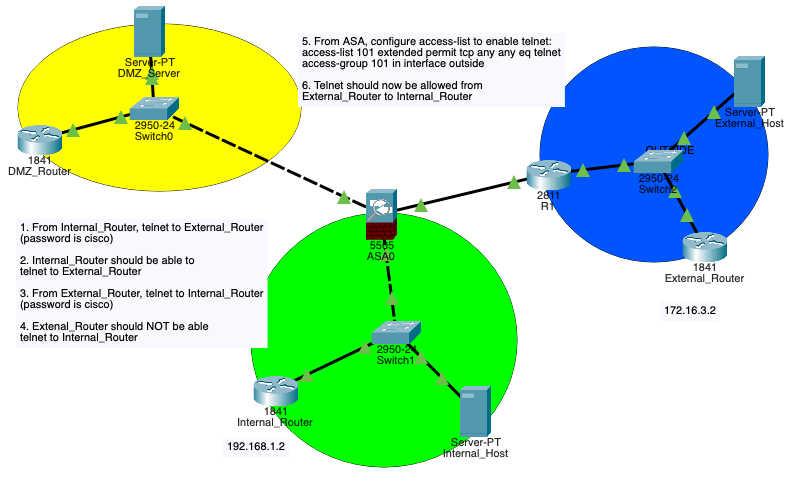 5. From ASA, configure access-list to enable telnet:
access-list 101 extended permit tcp any any eq telnet
access-group 101 in interface outside
6. Telnet should now be allowed from
External_Router to Internal_Router
Server-PT
DMZ_Server
2950-24
Switch0
1841
DMZ_Router
Server-PT
External_Host
OUTSIDE
2950-24
Switch2
2811
R1
1841
External_Router
172.16.3.2
1. From Internal_Router, telnet to External_Router
(password is cisco)
2. Internal_Router should be able to
telnet to External_Router
3. From External_Router, telnet to Internal_Router
(password is cisco)
4. Extenal_Router should NOT be able
telnet to Internal_Router
5505
ASA0
2950-24
Switch1
1841
Internal_Router
192.168.1.2
Server-PT
Internal_Host